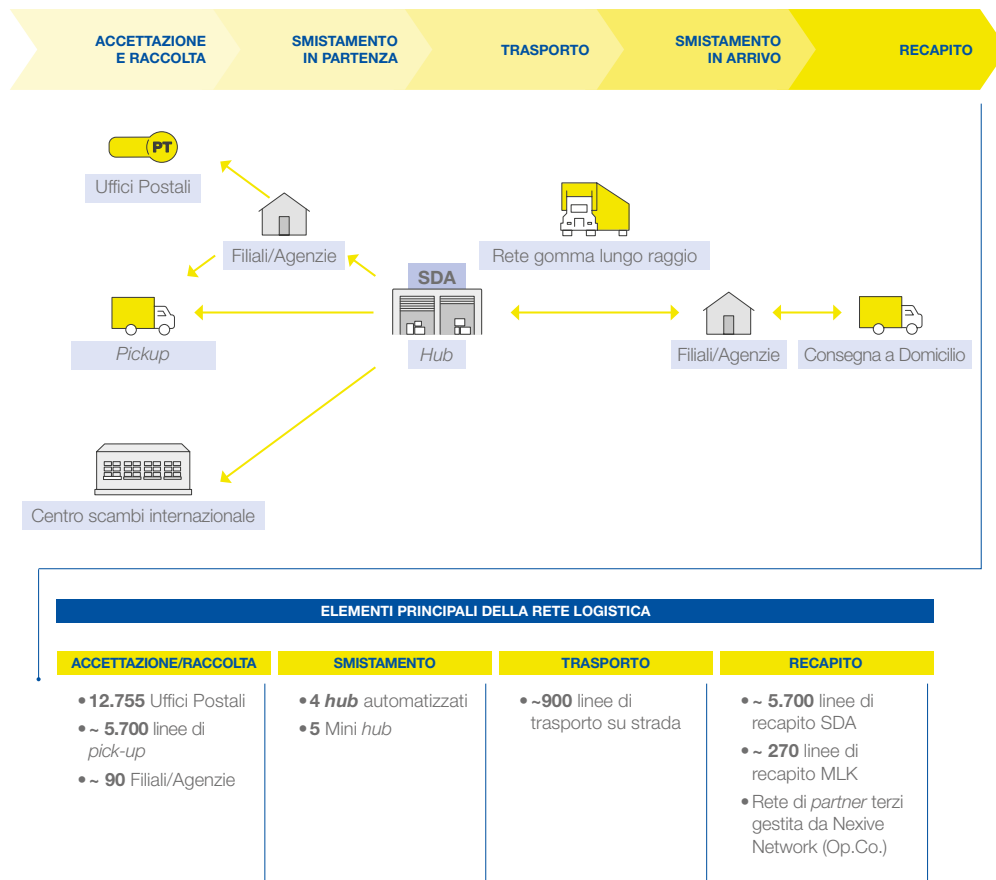 ACCETTAZIONE
E RACCOLTA
SMISTAMENTO
IN PARTENZA
TRASPORTO
SMISTAMENTO
IN ARRIVO
RECAPITO
PT
Uffici Postali
Filiali/Agenzie
Rete gomma lungo raggio
SDA
Pickup
Hub
Filiali/Agenzie
Consegna a Domicilio
Centro scambi internazionale
ELEMENTI PRINCIPALI DELLA RETE LOGISTICA
ACCETTAZIONE/RACCOLTA
• 12.755 Uffici Postali
• ~ 5.700 linee di
pick-up
• ~ 90 Filiali/Agenzie
SMISTAMENTO
• 4 hub automatizzati
• 5 Mini hub
TRASPORTO
• ~900 linee di
trasporto su strada
RECAPITO
• ~ 5.700 linee di
recapito SDA
• ~ 270 linee di
recapito MLK
• Rete di partner terzi
gestita da Nexive
Network (Op.Co.)